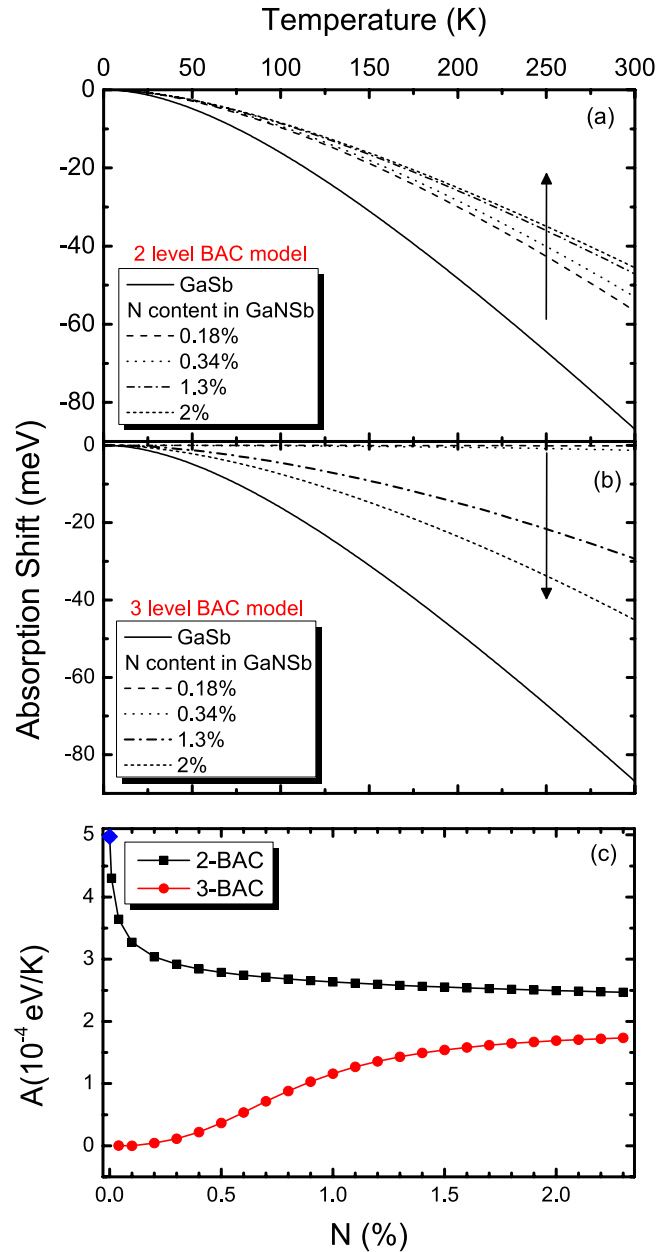 Temperature (K)
0 50 100 150 200 250 300
0
-20
-40
-60
-80
(a)
2 level BAC model
GaSb
N content in GaNSb
0.18%
0.34%
1.3%
2%
Absorption Shift (meV)
0
-20
-40
-60
-80
(b)
3 level BAC model
GaSb
N content in GaNSb
0.18%
0.34%
1.3%
2%
5
4
3
2
1
0
(c)
2-BAC
3-BAC
A(10⁻⁴ eV/K)
0.0 0.5 1.0 1.5 2.0
N (%)